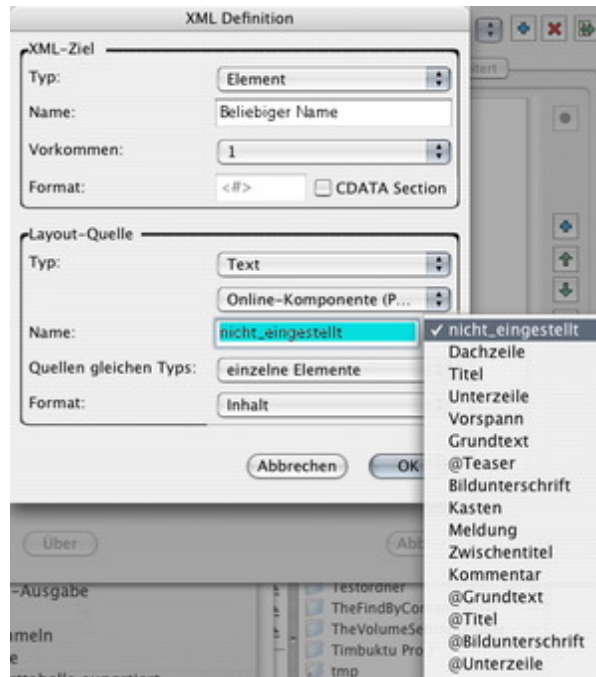 XML Definition
XML-Ziel
Typ: Element
Name: Beliebiger Name
Vorkommen: 1
Format: <#> CDATA Section
Layout-Quelle
Typ: Text
Online-Komponente (P...
Name: nicht_eingestellt
Quellen gleichen Typs: einzelne Elemente
Format: Inhalt
Abbrechen OK
✓ nicht_eingestellt
Dachzeile
Titel
Unterzeile
Vorspann
Grundtext
@Teaser
Bildunterschrift
Kasten
Meldung
Zwischentitel
Kommentar
@Grundtext
@Titel
@Bildunterschrift
@Unterzeile
Über
-Ausgabe
Testordner
TheFindByCo
TheVolumeSe
Timbuktu Pro
tmp